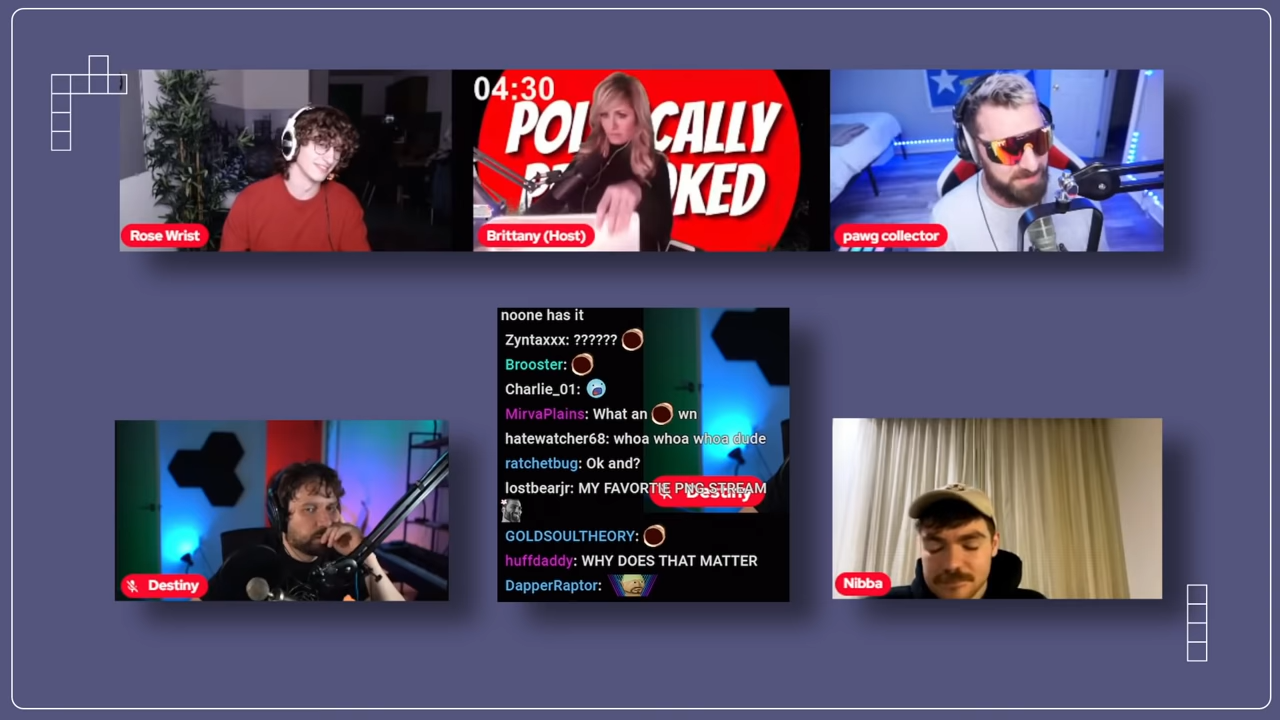 04:30
POL CALLY
P OKED
Rose Wrist
Brittany (Host)
pawg collector
noone has it
Zyntaxxx: ??????
Brooster:
Charlie_01:
MirvaPlains: What an wn
hatewatcher68: whoa whoa whoa dude
ratchetbug: Ok and?
lostbearjr: MY FAVORTIE PNG STREAM
Destiny
GOLDSOULTHEORY:
huffdaddy: WHY DOES THAT MATTER
DapperRaptor:
Destiny
Nibba